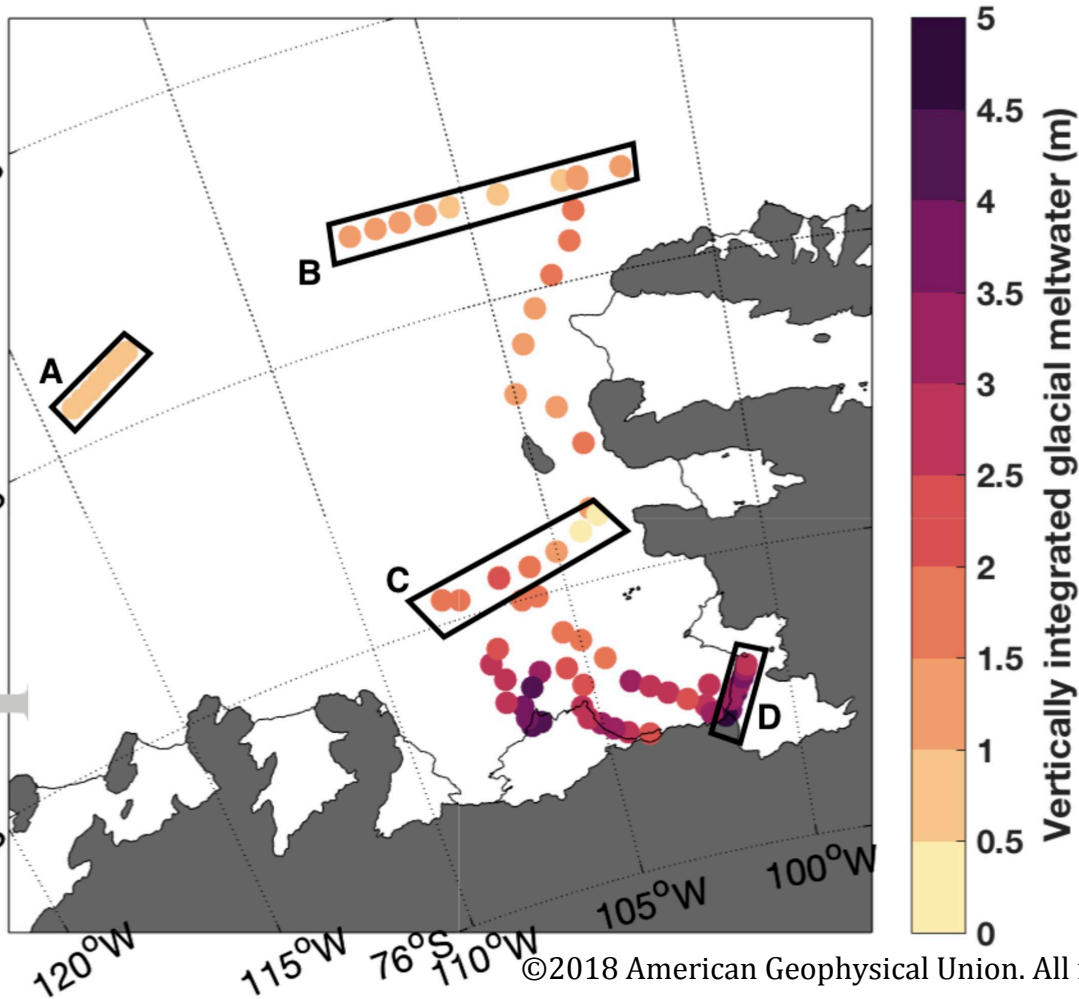 B
A
C
D
120°W
115°W
76°S
110°W
105°W
100°W
5
4.5
4
3.5
3
2.5
2
1.5
1
0.5
0
Vertically integrated glacial meltwater (m)
©2018 American Geophysical Union. All